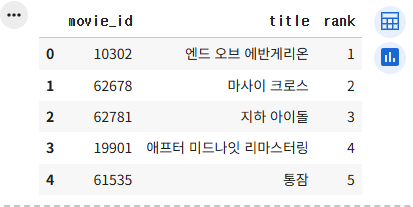 movie_id title rank
0 10302 엔드 오브 에반게리온 1
1 62678 마사이 크로스 2
2 62781 지하 아이돌 3
3 19901 애프터 미드나잇 리마스터링 4
4 61535 통잠 5